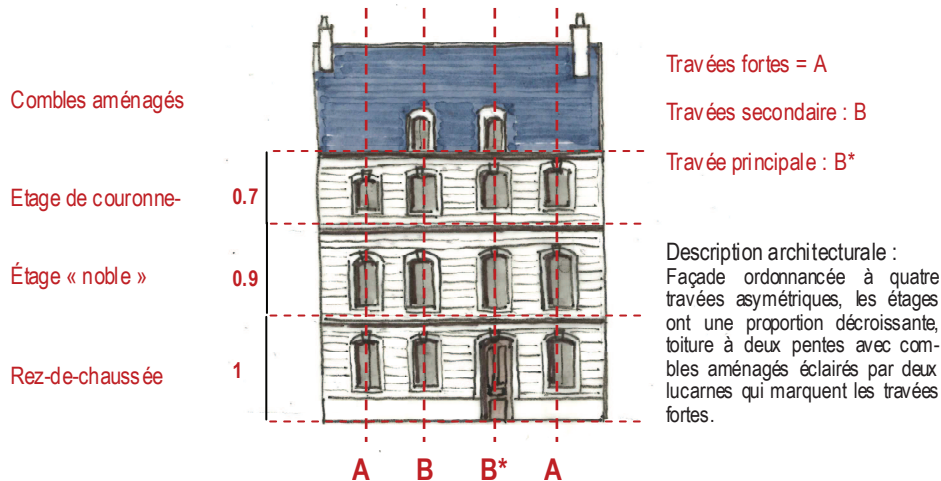 Combles aménagés
Etage de couronne-
0.7
Étage « noble »
0.9
Rez-de-chaussée
1
A B B* A
Travées fortes = A
Travées secondaire : B
Travée principale : B*
Description architecturale :
Façade ordonnancée à quatre
travées asymétriques, les étages
ont une proportion décroissante,
toiture à deux pentes avec com-
bles aménagés éclairés par deux
lucarnes qui marquent les travées
fortes.